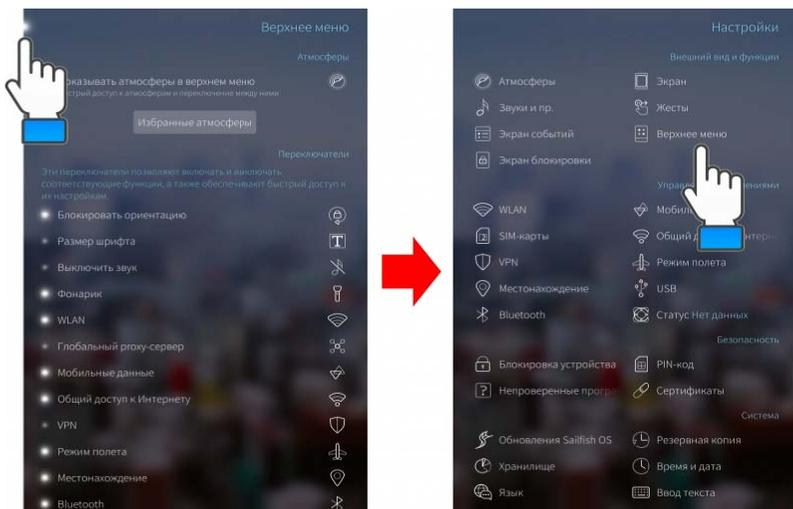 Верхнее меню
Атмосферы
оказывать атмосферы в верхнем меню
стрый доступ к атмосферам и переключение между ними
Избранные атмосферы
Переключатели
Эти переключатели позволяют включать и выключать
соответствующие функции, а также обеспечивают быстрый доступ к
их настройкам.
Блокировать ориентацию
Размер шрифта
Выключить звук
Фонарик
WLAN
Глобальный proxy-сервер
Мобильные данные
Общий доступ к Интернету
VPN
Режим полета
Местонахождение
Bluetooth
Настройки
Внешний вид и функции
Атмосферы
Экран
Звуки и пр.
Жесты
Экран событий
Верхнее меню
Экран блокировки
WLAN
SIM-карты
Общий
VPN
Режим полета
Местонахождение
USB
Bluetooth
Статус Нет данных
Безопасность
Блокировка устройства
PIN-код
Непроверенные програ
Сертификаты
Система
Обновления Sailfish OS
Резервная копия
Хранилище
Время и дата
Язык
Ввод текста